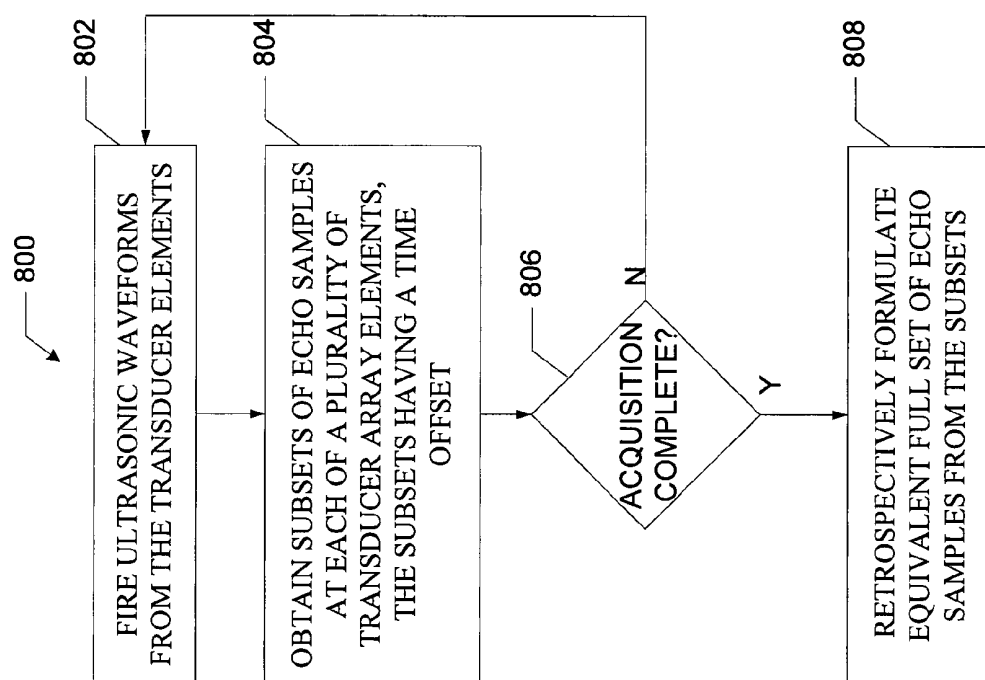 800
802
FIRE ULTRASONIC WAVEFORMS
FROM THE TRANSDUCER ELEMENTS
804
OBTAIN SUBSETS OF ECHO SAMPLES
AT EACH OF A PLURALITY OF
TRANSDUCER ARRAY ELEMENTS,
THE SUBSETS HAVING A TIME
OFFSET
806
ACQUISITION
COMPLETE?
N
Y
808
RETROSPECTIVELY FORMULATE
EQUIVALENT FULL SET OF ECHO
SAMPLES FROM THE SUBSETS